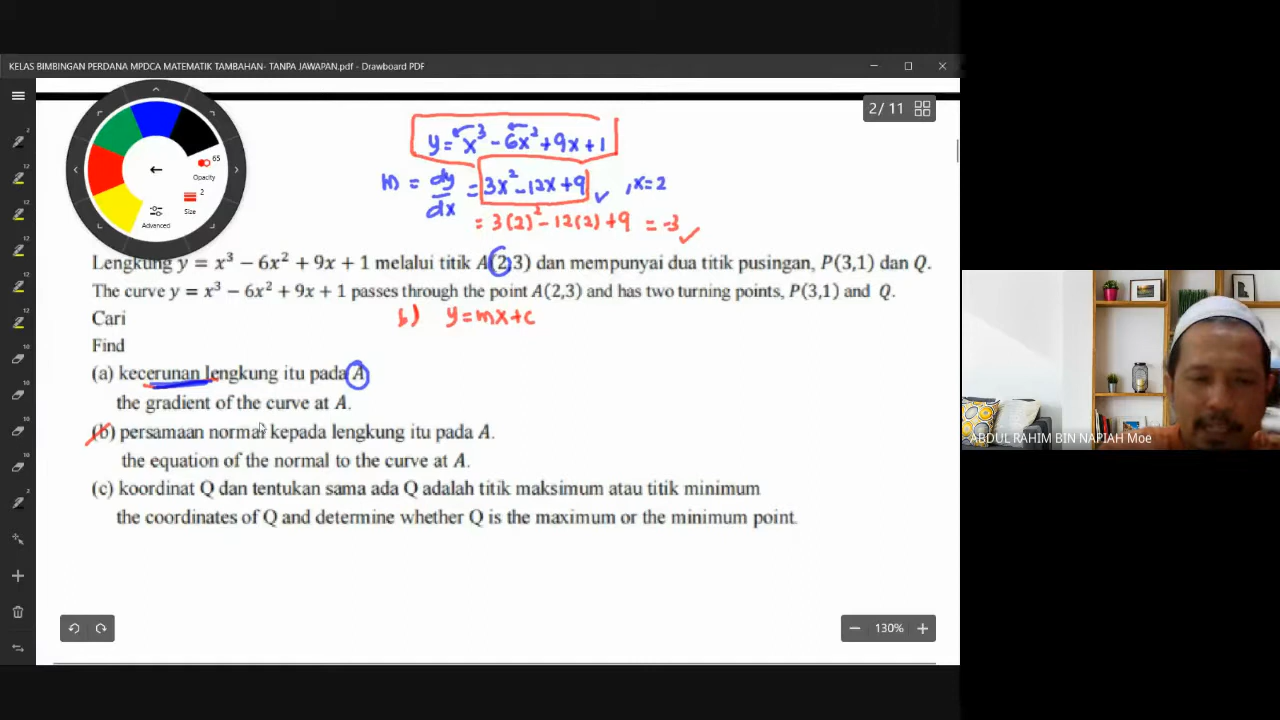 KELAS BIMBINGAN PERDANA MPDCA MATEMATIK TAMBAHAN- TANPA JAWAPAN.pdf - Drawboard PDF
2 / 11
65
Opacity
2
Size
Advanced
y = x³ - 6x² + 9x + 1
m = dy/dx = 3x² - 12x + 9 , x = 2
= 3(2)² - 12(2) + 9 = -3
Lengkung y = x³ − 6x² + 9x + 1 melalui titik A(2,3) dan mempunyai dua titik pusingan, P(3,1) dan Q.
The curve y = x³ − 6x² + 9x + 1 passes through the point A(2,3) and has two turning points, P(3,1) and Q.
b) y = mx + c
Cari
Find
(a) kecerunan lengkung itu pada A
the gradient of the curve at A.
(b) persamaan normal kepada lengkung itu pada A.
the equation of the normal to the curve at A.
(c) koordinat Q dan tentukan sama ada Q adalah titik maksimum atau titik minimum
the coordinates of Q and determine whether Q is the maximum or the minimum point.
130%
ABDUL RAHIM BIN NAPIAH Moe